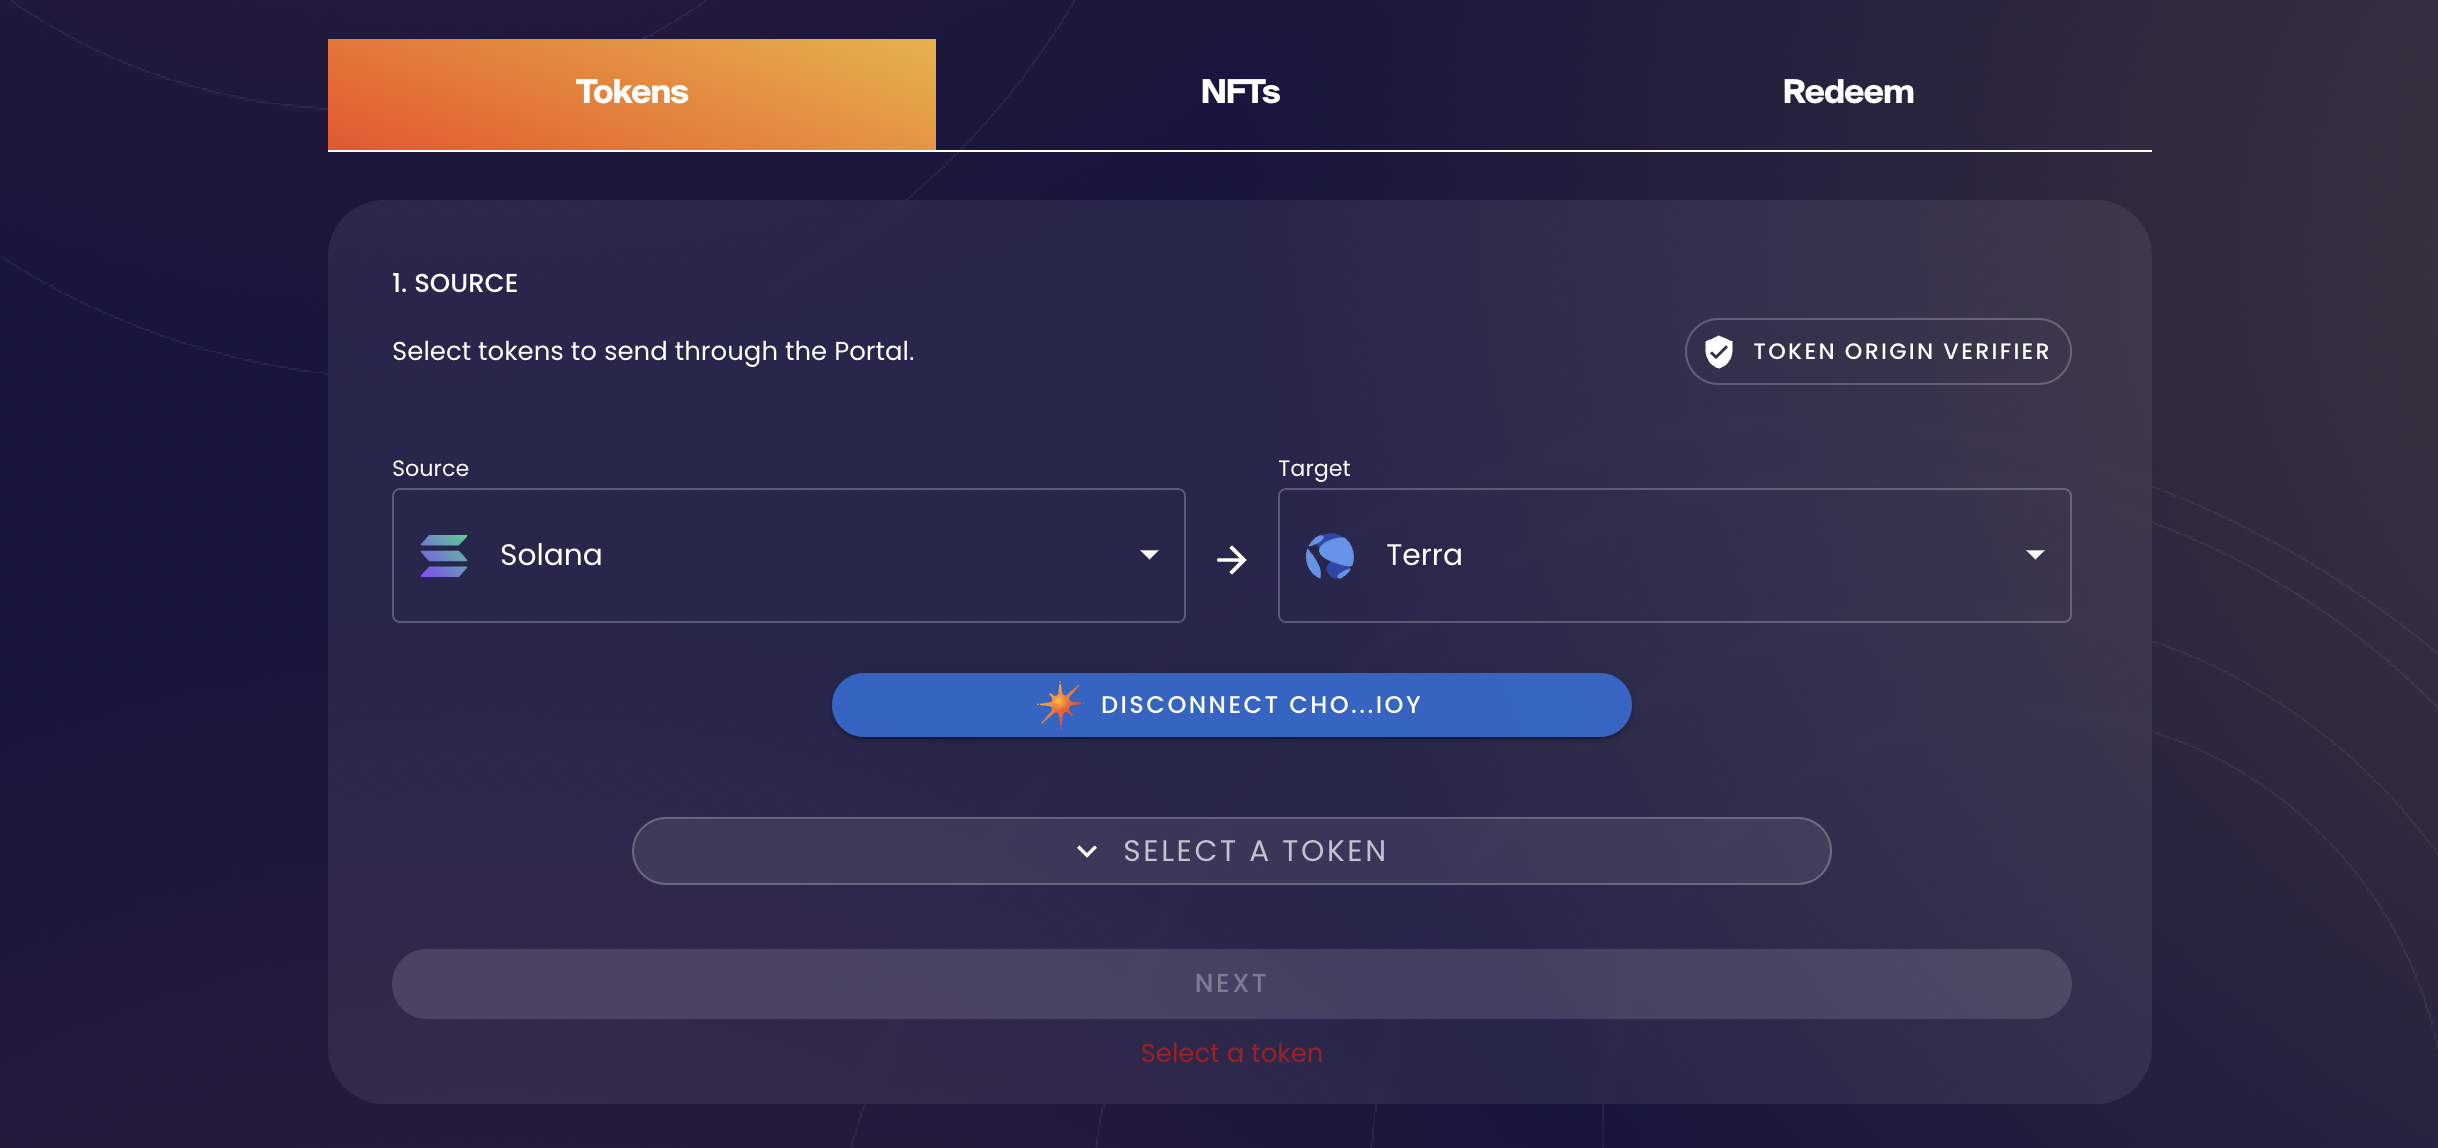 Tokens
NFTs
Redeem
1. SOURCE
Select tokens to send through the Portal.
TOKEN ORIGIN VERIFIER
Source
Target
Solana
Terra
DISCONNECT CHO...IOY
SELECT A TOKEN
NEXT
Select a token